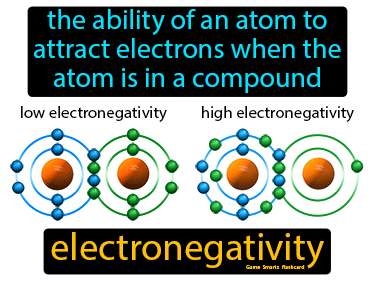 the ability of an atom to
attract electrons when the
atom is in a compound
low electronegativity
high electronegativity
electronegativity
Game Smartz Flashcard